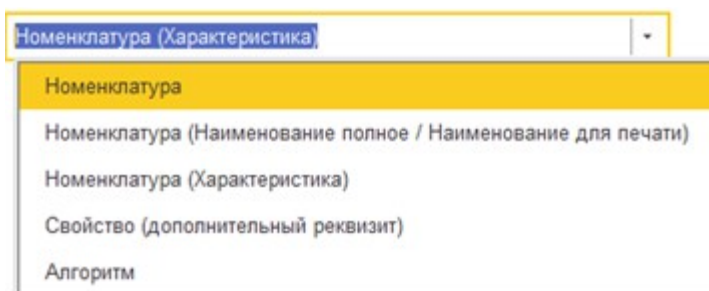 Номенклатура (Характеристика)
Номенклатура
Номенклатура (Наименование полное / Наименование для печати)
Номенклатура (Характеристика)
Свойство (дополнительный реквизит)
Алгоритм